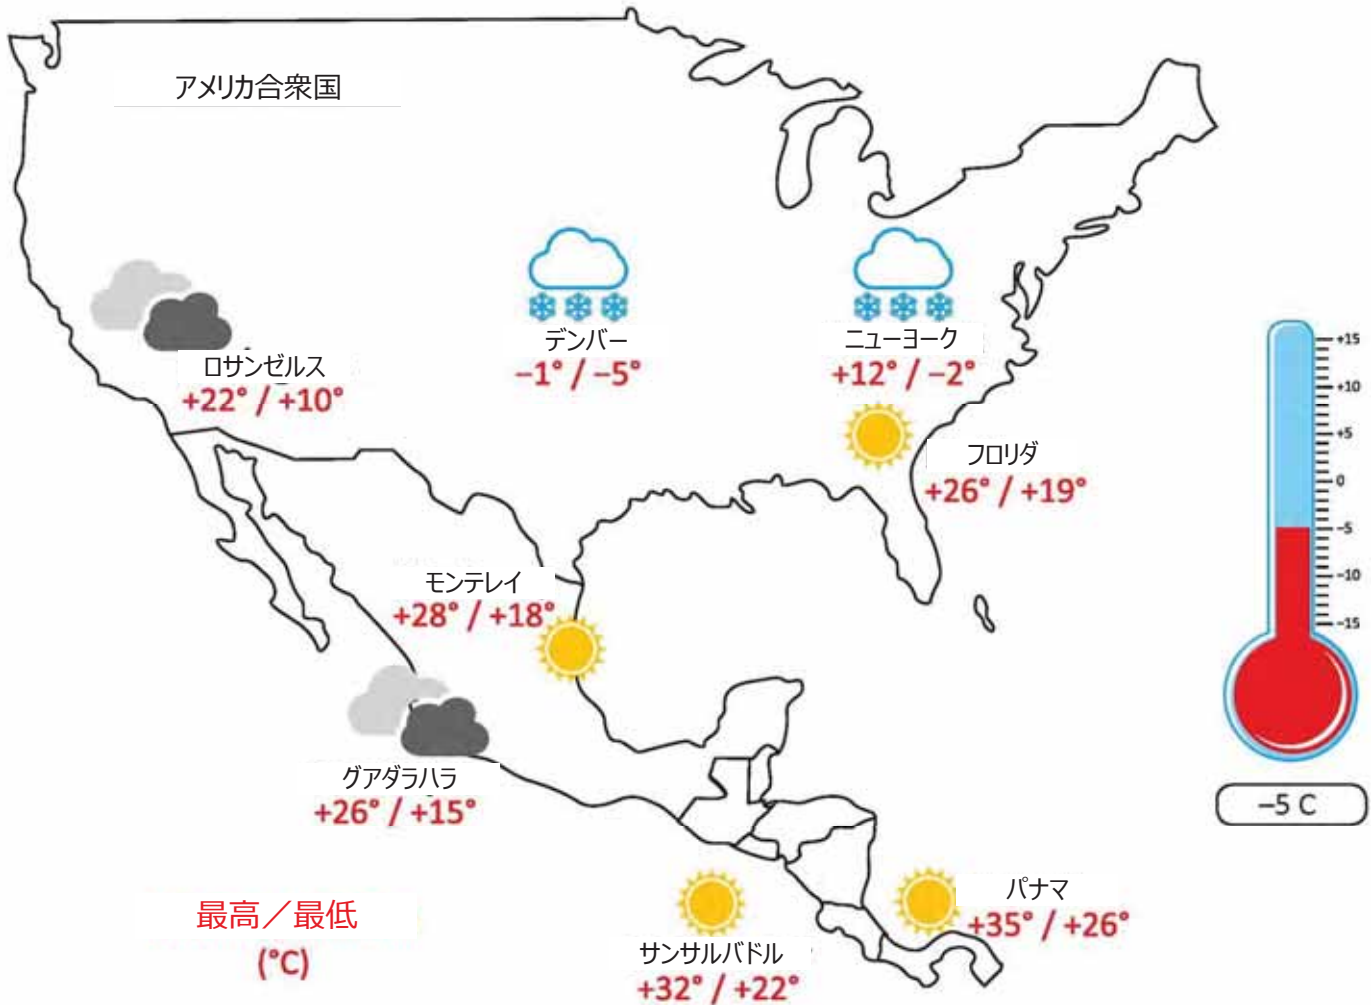 アメリカ合衆国
デンバー
−1° / −5°
ニューヨーク
+12° / −2°
ロサンゼルス
+22° / +10°
フロリダ
+26° / +19°
モンテレイ
+28° / +18°
グアダラハラ
+26° / +15°
サンサルバドル
+32° / +22°
パナマ
+35° / +26°
最高／最低
(°C)
+15
+10
+5
0
−5
−10
−15
−5 C